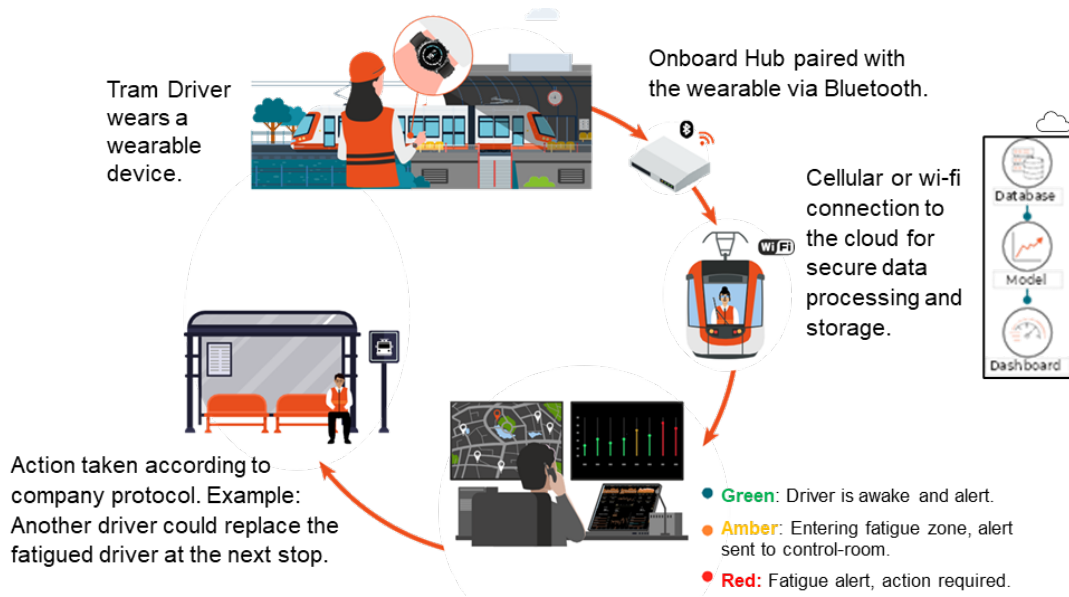 Tram Driver
wears a
wearable
device.
Onboard Hub paired with
the wearable via Bluetooth.
Cellular or wi-fi
connection to
the cloud for
secure data
processing and
storage.
WiFi
Database
Model
Dashboard
Action taken according to
company protocol. Example:
Another driver could replace the
fatigued driver at the next stop.
Green: Driver is awake and alert.
Amber: Entering fatigue zone, alert
sent to control-room.
Red: Fatigue alert, action required.